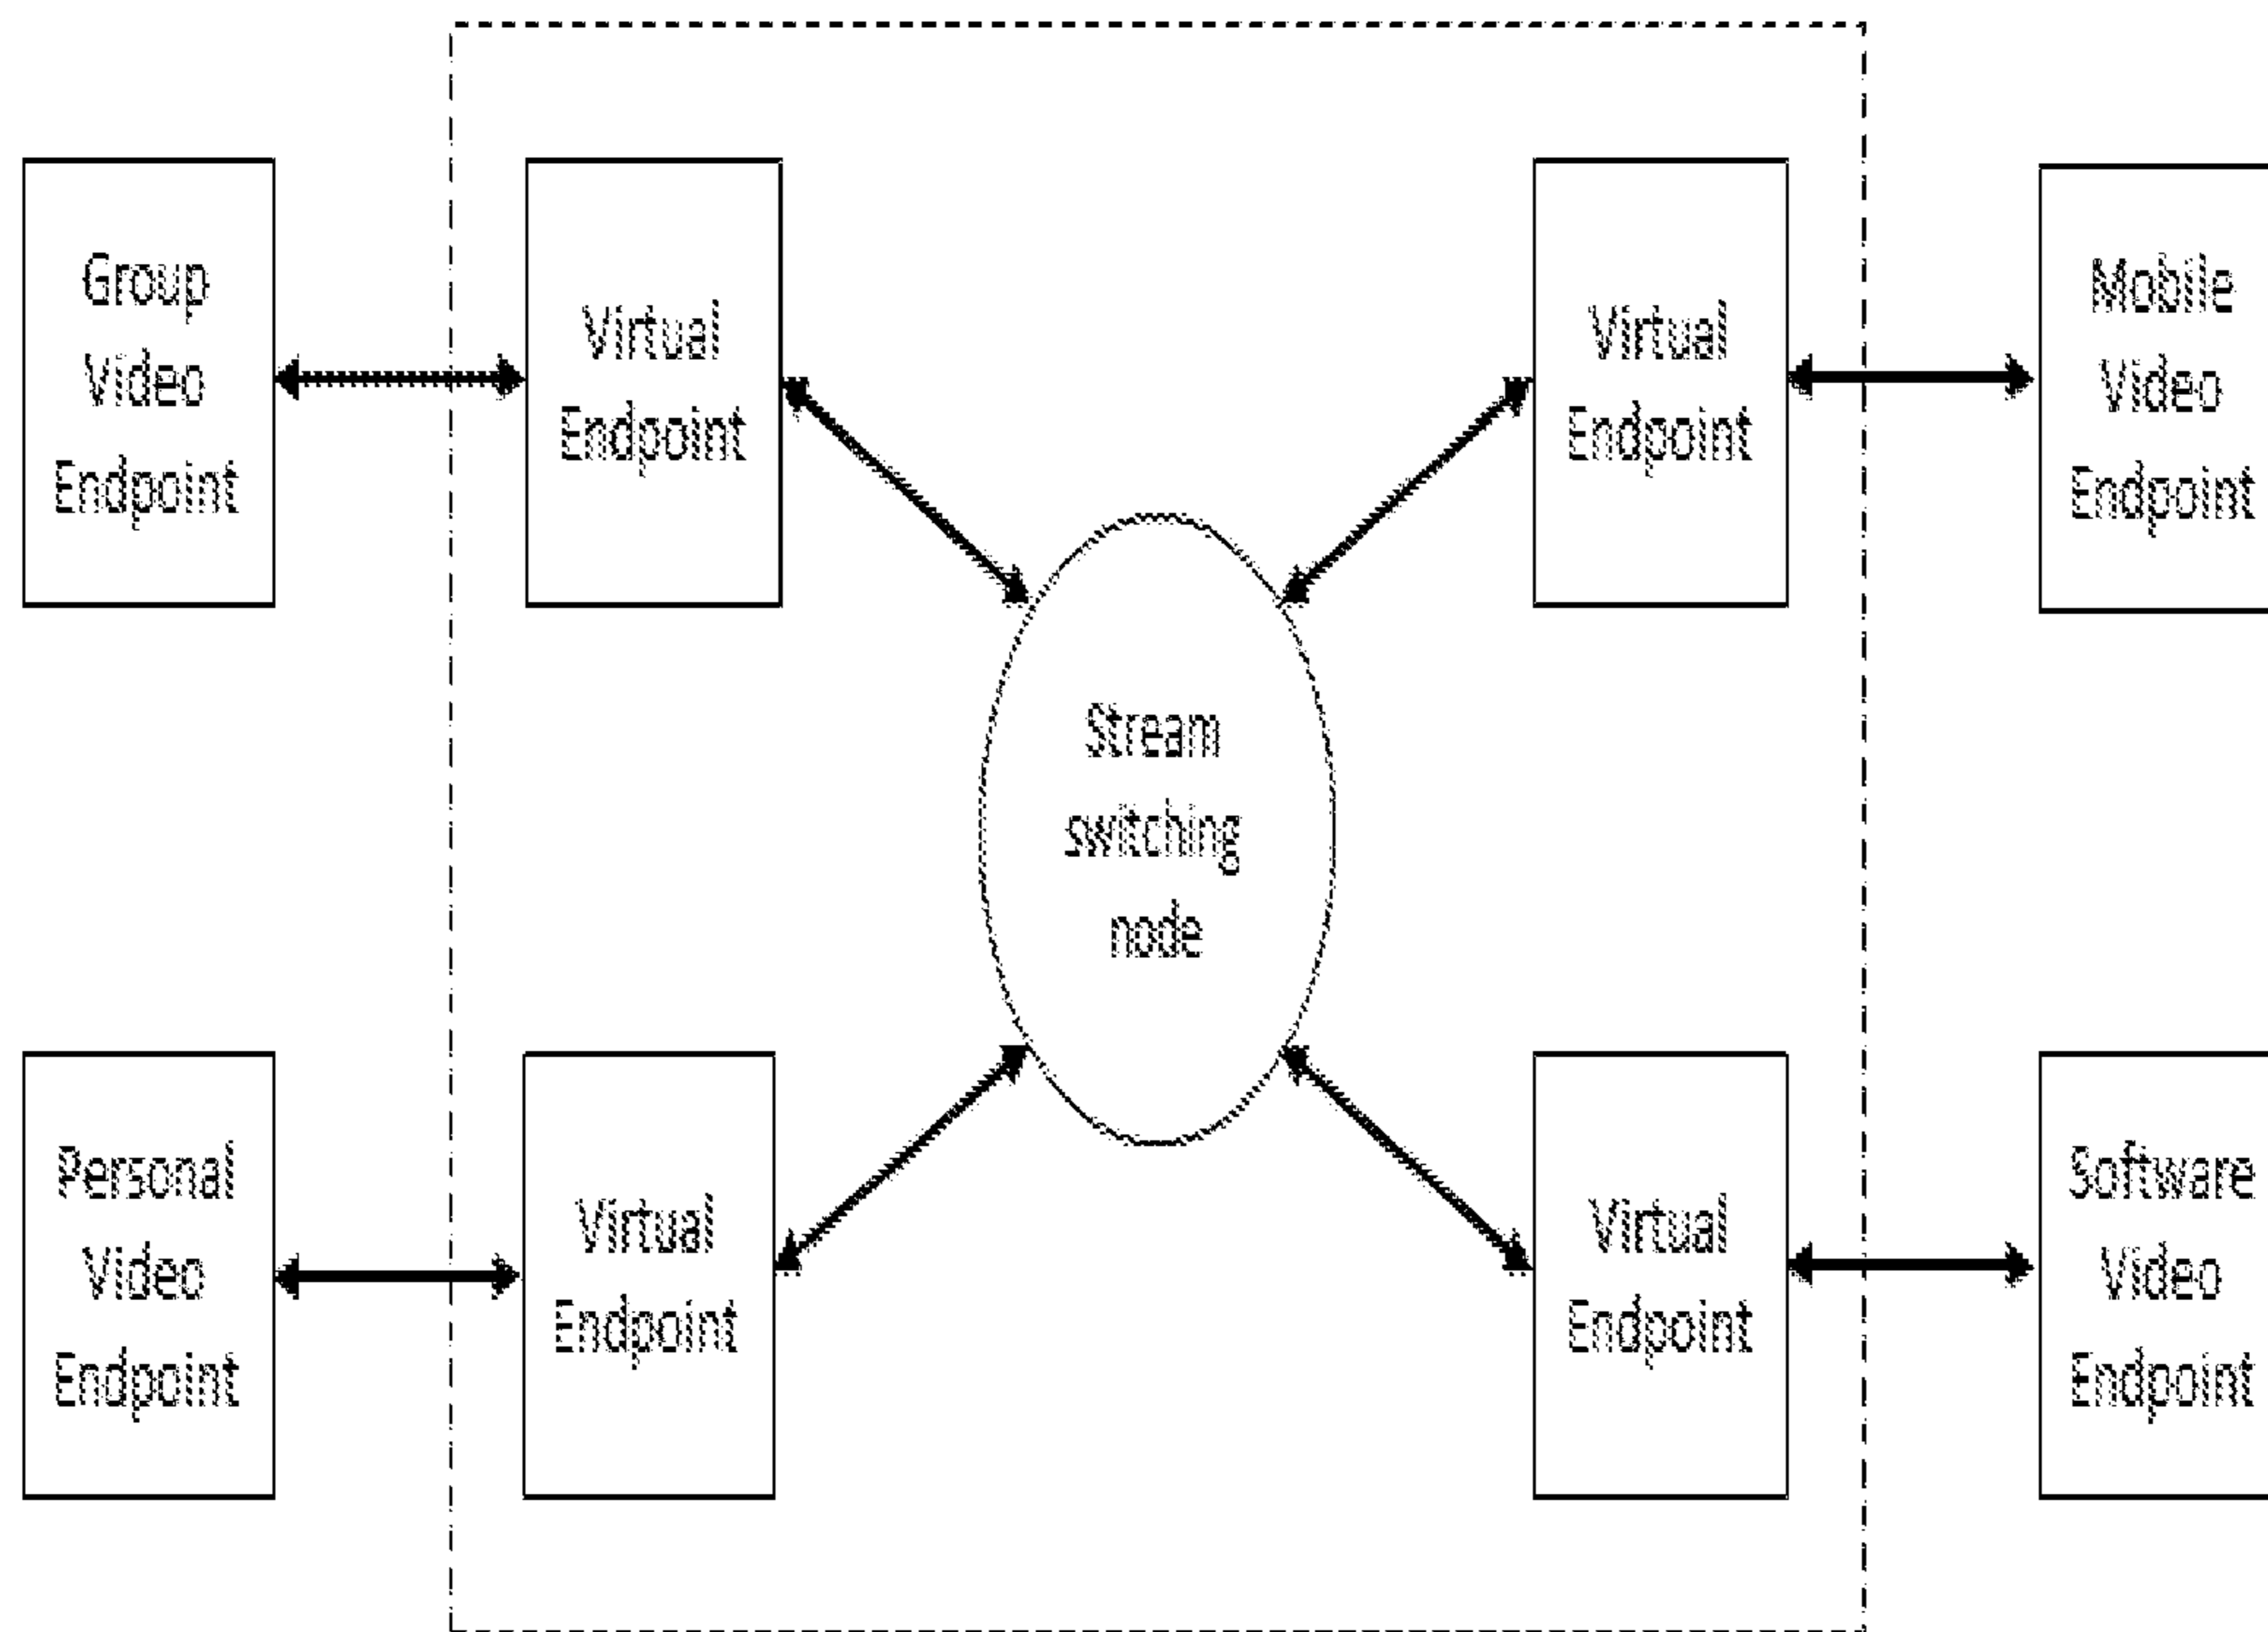 Group
Video
Endpoint
Virtual
Endpoint
Virtual
Endpoint
Mobile
Video
Endpoint
Stream
switching
node
Personal
Video
Endpoint
Virtual
Endpoint
Virtual
Endpoint
Software
Video
Endpoint